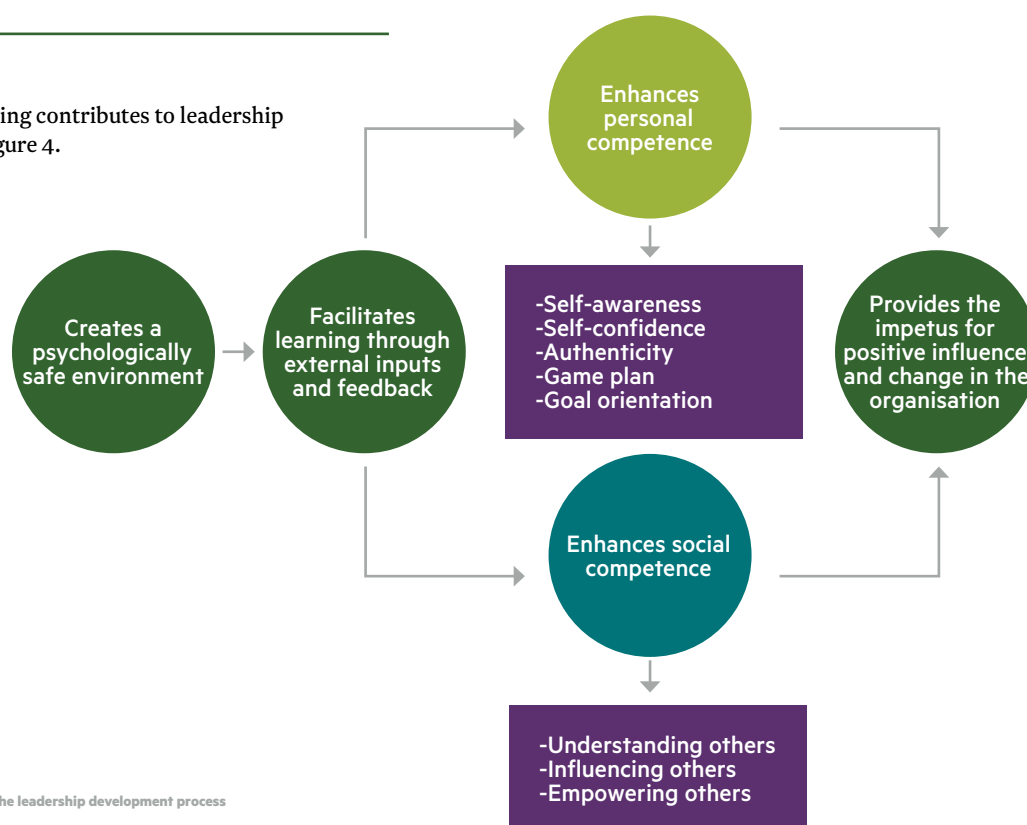 ing contributes to leadership
gure 4.
Enhances
personal
competence
Creates a
psychologically
safe environment
Facilitates
learning through
external inputs
and feedback
-Self-awareness
-Self-confidence
-Authenticity
-Game plan
-Goal orientation
Provides the
impetus for
positive influence
and change in the
organisation
Enhances social
competence
-Understanding others
-Influencing others
-Empowering others
he leadership development process